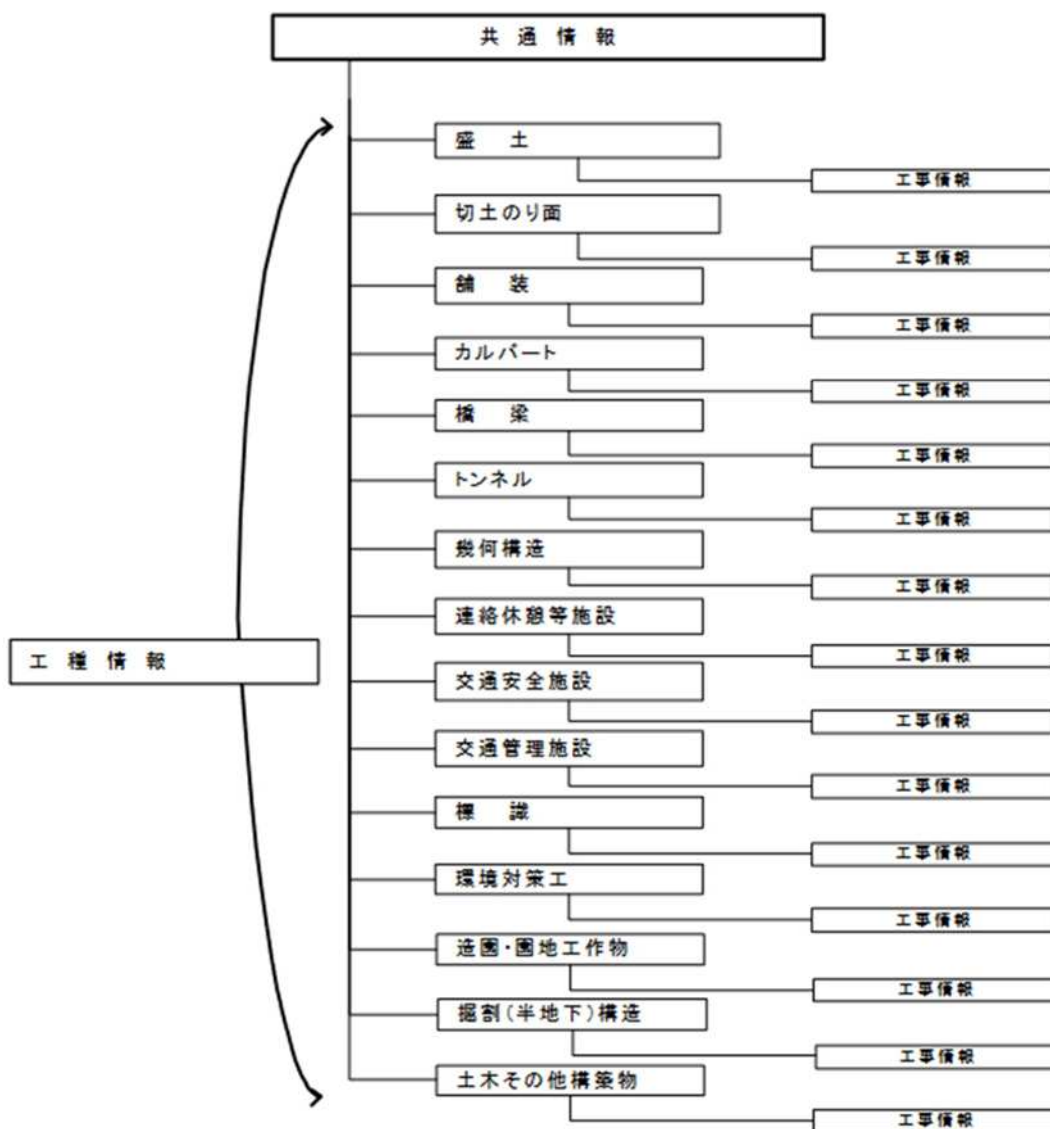 共通情報
盛土
工事情報
切土のり面
工事情報
舗装
工事情報
カルバート
工事情報
橋梁
工事情報
トンネル
工事情報
幾何構造
工事情報
連絡休憩等施設
工事情報
工種情報
交通安全施設
工事情報
交通管理施設
工事情報
標識
工事情報
環境対策工
工事情報
造園・園地工作物
工事情報
掘割(半地下)構造
工事情報
土木その他構築物
工事情報